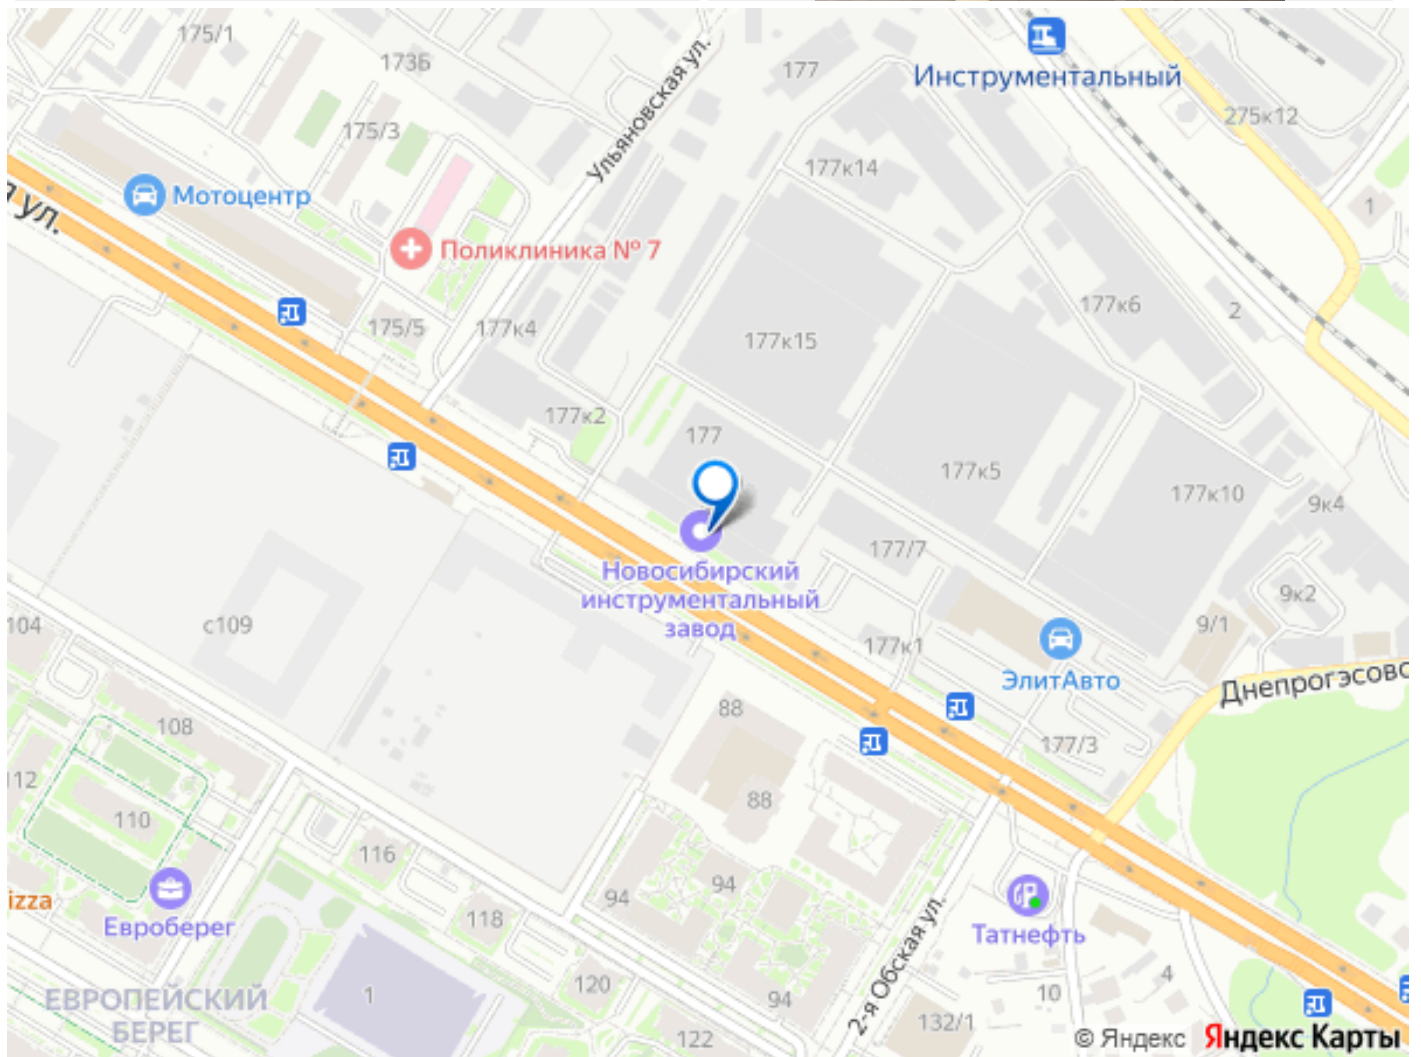 175/1
173Б
Ульяновская ул.
177
Инструментальный
275к12
175/3
177к14
1
Мотоцентр
я ул.
Поликлиника № 7
177к6
2
175/5
177к4
177к15
177к2
177
177к5
177к10
9к4
177/7
Новосибирский
инструментальный
завод
9к2
9/1
104
с109
177к1
ЭлитАвто
Днепрогэсовс
88
177/3
108
112
88
110
116
94
94
izza
Евроберег
118
2-я Обская ул.
Татнефть
4
ЕВРОПЕЙСКИЙ
БЕРЕГ
1
120
94
10
132/1
122
© Яндекс Яндекс Карты